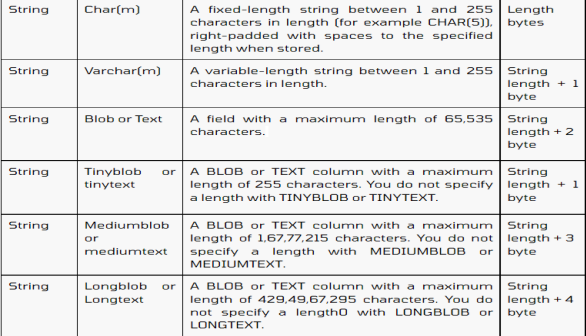 String Char(m) A fixed-length string between 1 and 255 Length
characters in length (for example CHAR(5)), bytes
right-padded with spaces to the specified
length when stored.
String Varchar(m) A variable-length string between 1 and 255 String
characters in length. length + 1
byte
String Blob or Text A field with a maximum length of 65,535 String
characters. length + 2
byte
String Tinyblob or A BLOB or TEXT column with a maximum String
tinytext length of 255 characters. You do not specify length + 1
a length with TINYBLOB or TINYTEXT. byte
String Mediumblob A BLOB or TEXT column with a maximum String
or length of 1,67,77,215 characters. You do not length + 3
mediumtext specify a length with MEDIUMBLOB or byte
MEDIUMTEXT.
String Longblob or A BLOB or TEXT column with a maximum String
Longtext length of 429,49,67,295 characters. You do length + 4
not specify a length0 with LONGBLOB or byte
LONGTEXT.